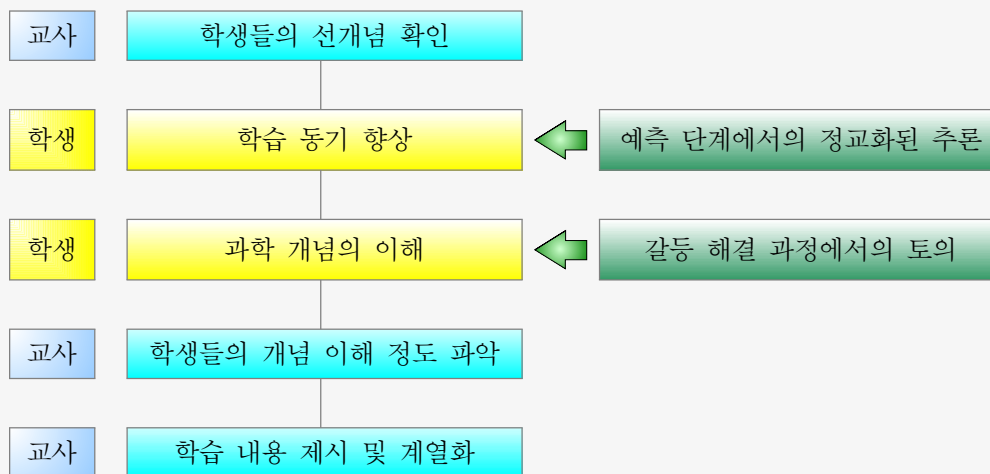 교사
학생들의 선개념 확인
학생
학습 동기 향상
예측 단계에서의 정교화된 추론
학생
과학 개념의 이해
갈등 해결 과정에서의 토의
교사
학생들의 개념 이해 정도 파악
교사
학습 내용 제시 및 계열화